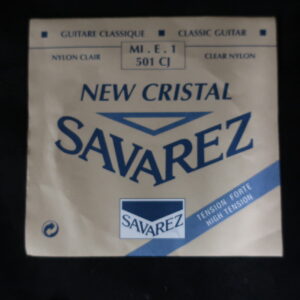 GUITARE CLASSIQUE CLASSIC GUITAR
NYLON CLAIR MI . E . 1 CLEAR NYLON
501 CJ
NEW CRISTAL
SAVAREZ
SAVAREZ
TENSION FORTE
HIGH TENSION